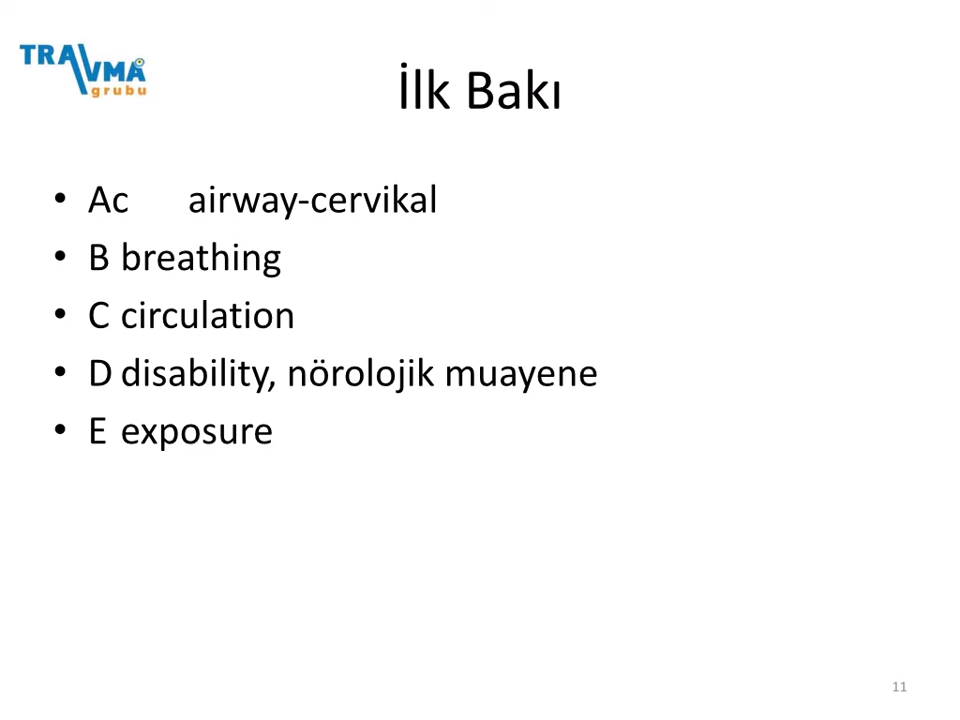 TRAVMA
grubu
İlk Bakı
• Ac airway-cervikal
• B breathing
• C circulation
• D disability, nörolojik muayene
• E exposure
11